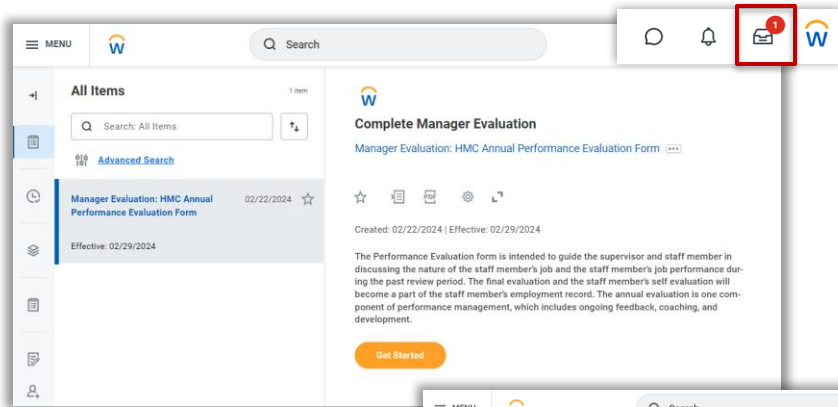 MENU
Search
1
All Items
1 item
Search: All Items
Advanced Search
Manager Evaluation: HMC Annual
Performance Evaluation Form
02/22/2024
Effective: 02/29/2024
Complete Manager Evaluation
Manager Evaluation: HMC Annual Performance Evaluation Form
PDF
Created: 02/22/2024 | Effective: 02/29/2024
The Performance Evaluation form is intended to guide the supervisor and staff member in
discussing the nature of the staff member's job and the staff member's job performance dur-
ing the past review period. The final evaluation and the staff member's self evaluation will
become a part of the staff member's employment record. The annual evaluation is one com-
ponent of performance management, which includes ongoing feedback, coaching, and
development.
Get Started
MENU
Search